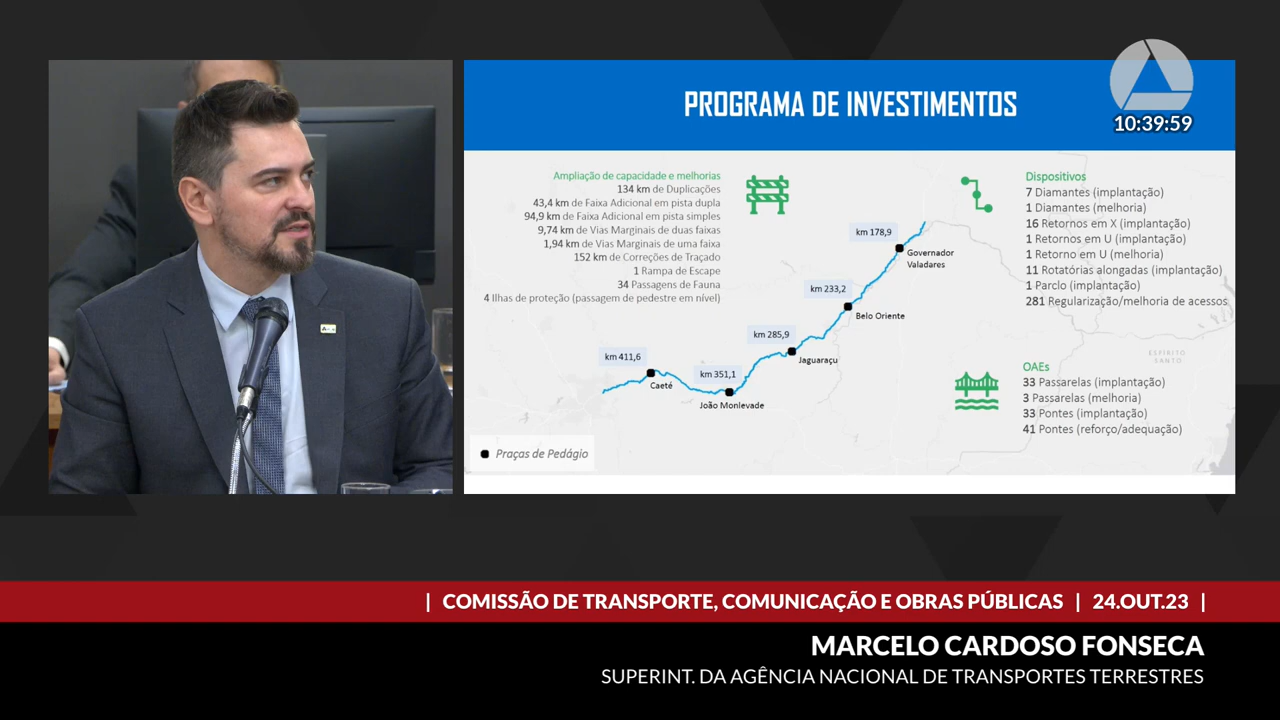 PROGRAMA DE INVESTIMENTOS
10:39:59
Ampliação de capacidade e melhorias
134 km de Duplicações
43,4 km de Faixa Adicional em pista dupla
94,9 km de Faixa Adicional em pista simples
9,74 km de Vias Marginais de duas faixas
1,94 km de Vias Marginais de uma faixa
152 km de Correções de Traçado
1 Rampa de Escape
34 Passagens de Fauna
4 Ilhas de proteção (passagem de pedestre em nível)
Dispositivos
7 Diamantes (implantação)
1 Diamantes (melhoria)
16 Retornos em X (implantação)
1 Retornos em U (implantação)
1 Retorno em U (melhoria)
11 Rotatórias alongadas (implantação)
1 Parclo (implantação)
281 Regularização/melhoria de acessos
km 178,9
Governador
Valadares
km 233,2
Belo Oriente
km 285,9
Jaguaraçu
km 411,6
Caeté
km 351,1
João Monlevade
ESPÍRITO
SANTO
OAEs
33 Passarelas (implantação)
3 Passarelas (melhoria)
33 Pontes (implantação)
41 Pontes (reforço/adequação)
Praças de Pedágio
| COMISSÃO DE TRANSPORTE, COMUNICAÇÃO E OBRAS PÚBLICAS | 24.OUT.23 |
MARCELO CARDOSO FONSECA
SUPERINT. DA AGÊNCIA NACIONAL DE TRANSPORTES TERRESTRES